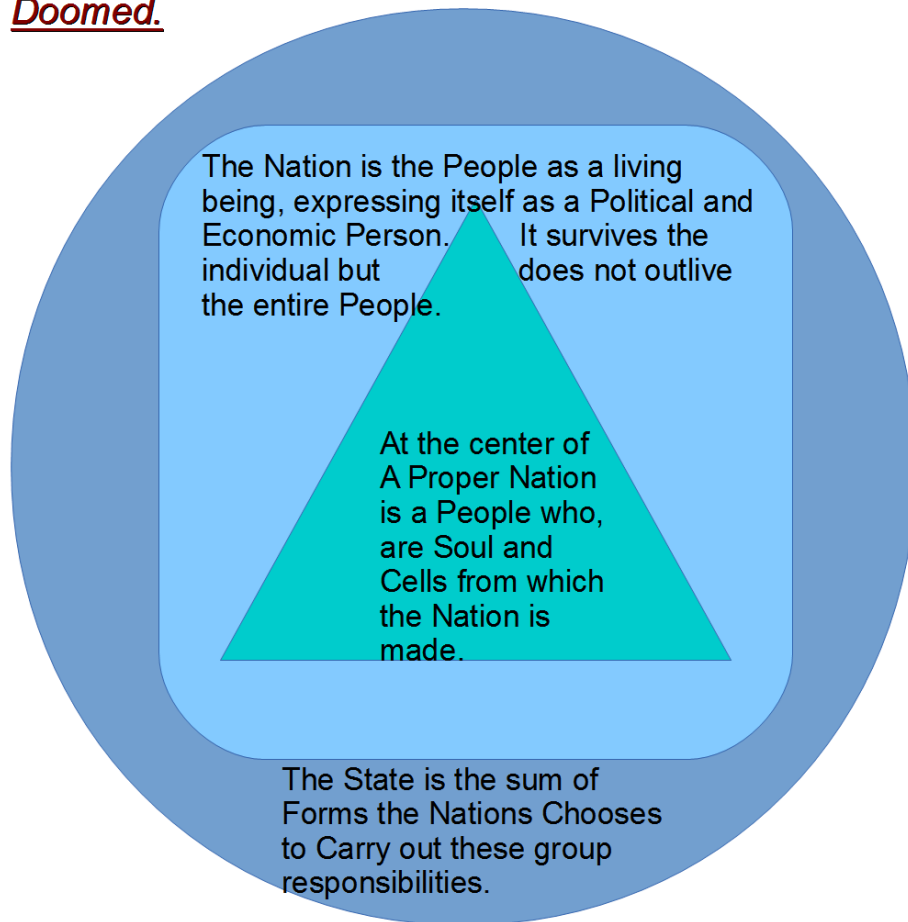 Doomed.
The Nation is the People as a living
being, expressing itself as a Political and
Economic Person. It survives the
individual but does not outlive
the entire People.
At the center of
A Proper Nation
is a People who,
are Soul and
Cells from which
the Nation is
made.
The State is the sum of
Forms the Nations Chooses
to Carry out these group
responsibilities.